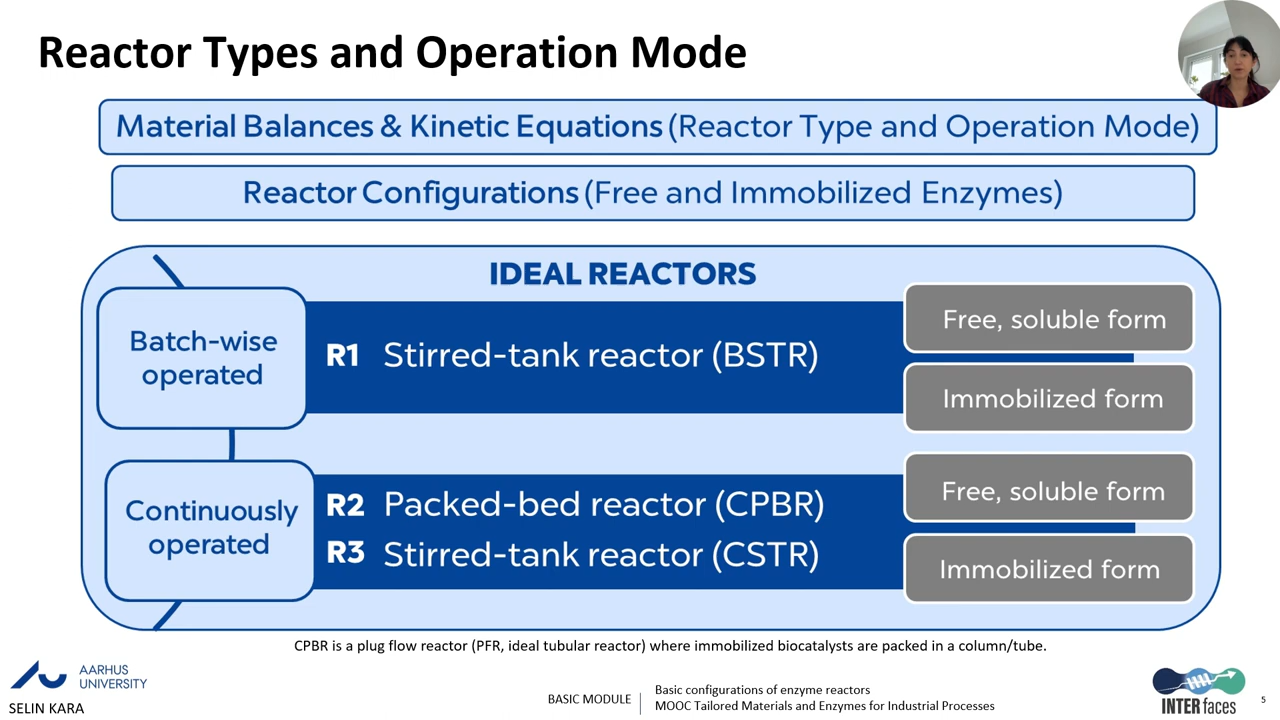 Reactor Types and Operation Mode
Material Balances & Kinetic Equations (Reactor Type and Operation Mode)
Reactor Configurations (Free and Immobilized Enzymes)
IDEAL REACTORS
Batch-wise
operated
R1 Stirred-tank reactor (BSTR)
Free, soluble form
Immobilized form
Continuously
operated
R2 Packed-bed reactor (CPBR)
R3 Stirred-tank reactor (CSTR)
Free, soluble form
Immobilized form
CPBR is a plug flow reactor (PFR, ideal tubular reactor) where immobilized biocatalysts are packed in a column/tube.
AARHUS
UNIVERSITY
SELIN KARA
BASIC MODULE
Basic configurations of enzyme reactors
MOOC Tailored Materials and Enzymes for Industrial Processes
INTERfaces
5